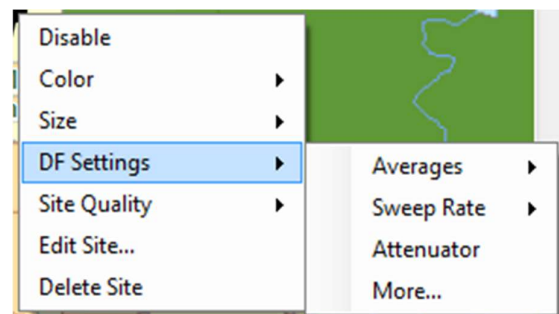 Disable
Color
Size
DF Settings
Site Quality
Edit Site...
Delete Site
Averages
Sweep Rate
Attenuator
More...